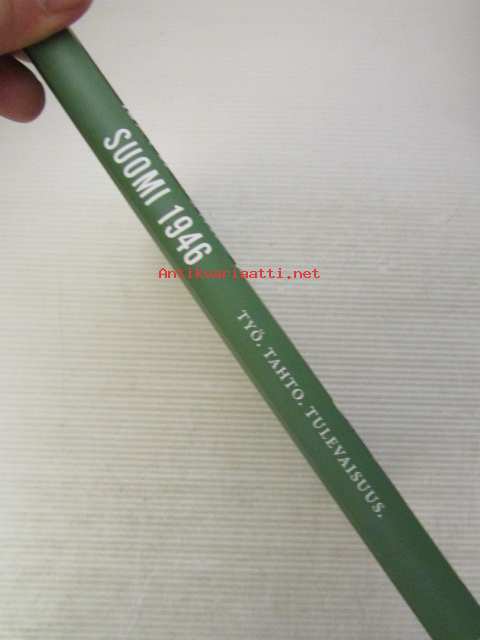 SUOMI 1946
TYÖ. TAHTO. TULEVAISUUS.
Antikvariaatti.net